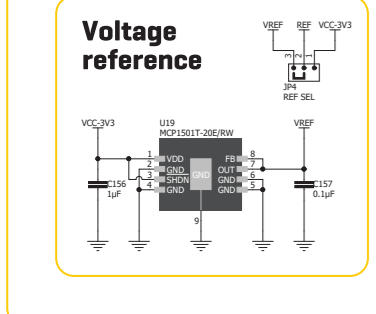 Voltage
reference
VREF REF VCC-3V3
3 2 1
JP4
REF SEL
VCC-3V3
U19
MCP1501T-20E/RW
VREF
1 VDD
2 GND
3 SHDN
4 GND
GND
FB 8
OUT 7
GND 6
GND 5
9
C156
1µF
C157
0.1µF